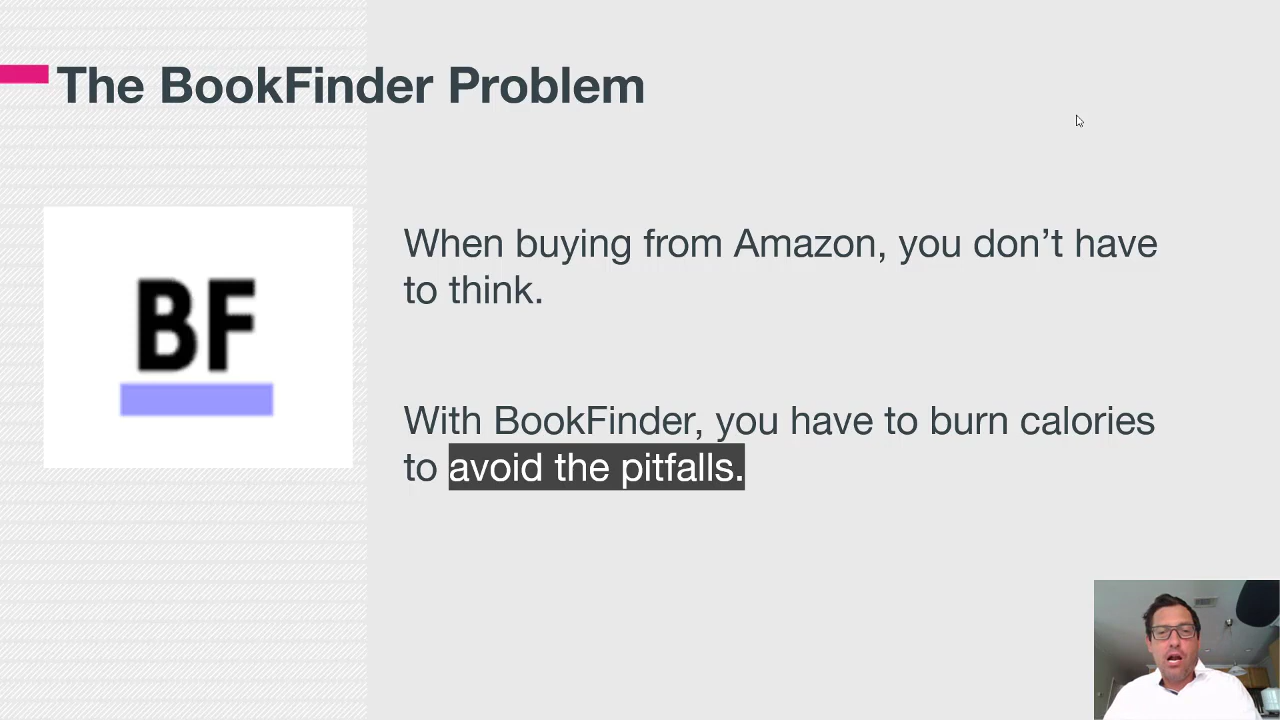 The BookFinder Problem
BF
When buying from Amazon, you don’t have
to think.
With BookFinder, you have to burn calories
to avoid the pitfalls.